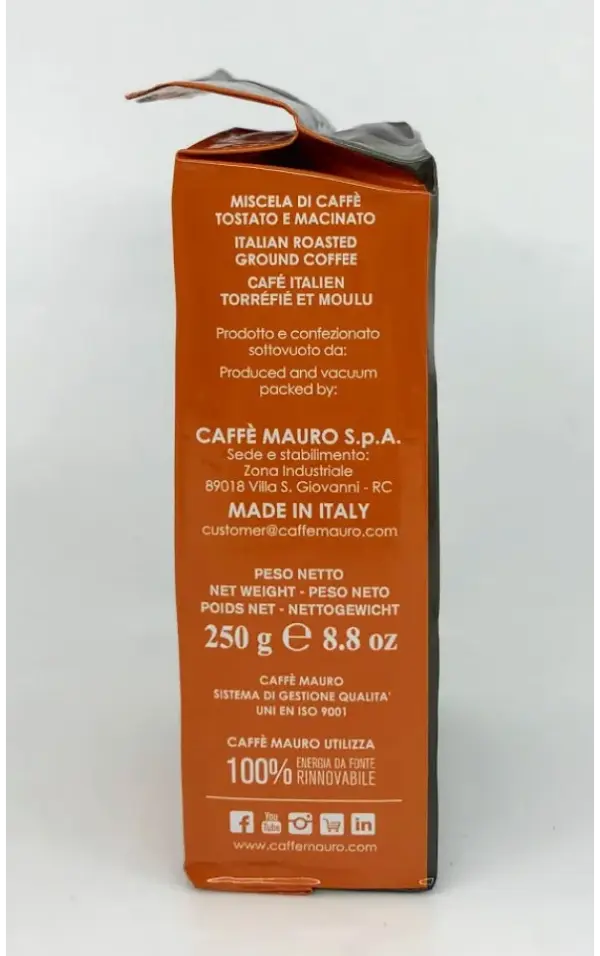 MISCELA DI CAFFÈ
TOSTATO E MACINATO
ITALIAN ROASTED
GROUND COFFEE
CAFÉ ITALIEN
TORRÉFIÉ ET MOULU
Prodotto e confezionato
sottovuoto da:
Produced and vacuum
packed by:
CAFFÈ MAURO S.p.A.
Sede e stabilimento:
Zona Industriale
89018 Villa S. Giovanni - RC
MADE IN ITALY
customer@caffemauro.com
PESO NETTO
NET WEIGHT - PESO NETO
POIDS NET - NETTOGEWICHT
250 g ℮ 8.8 oz
CAFFÈ MAURO
SISTEMA DI GESTIONE QUALITA'
UNI EN ISO 9001
CAFFÈ MAURO UTILIZZA
100% ENERGIA DA FONTE
RINNOVABILE
f You Tube in
www.caffemauro.com